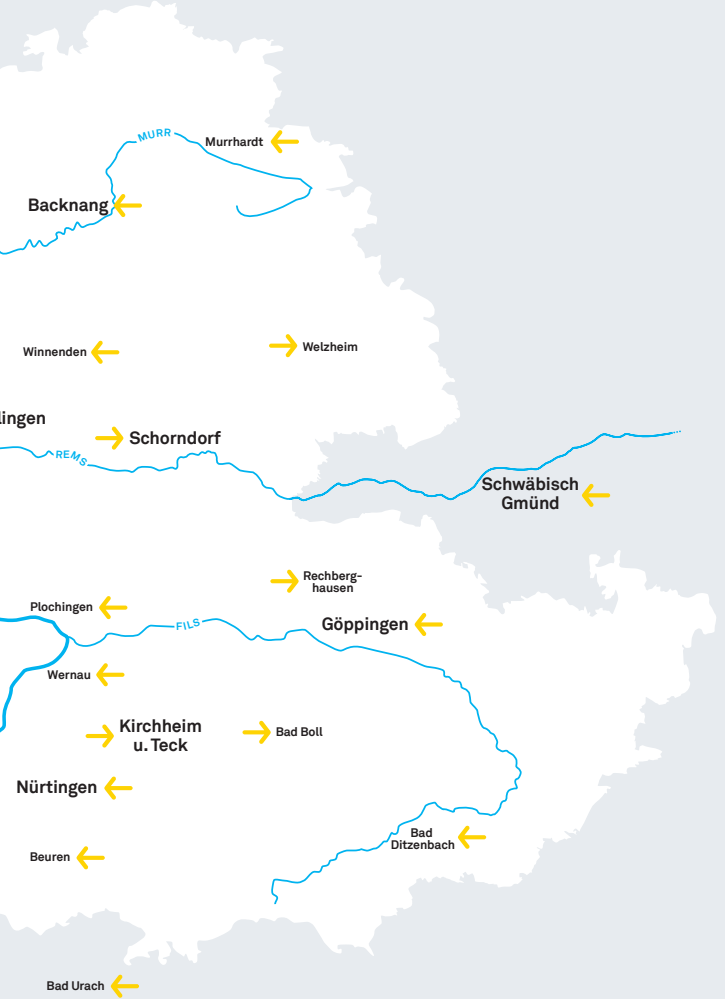 MURR
Murrhardt
Backnang
Winnenden
Welzheim
lingen
Schorndorf
REMS
Schwäbisch
Gmünd
Rechberg-
hausen
Plochingen
FILS
Göppingen
Wernau
Kirchheim
u. Teck
Bad Boll
Nürtingen
Bad
Ditzenbach
Beuren
Bad Urach